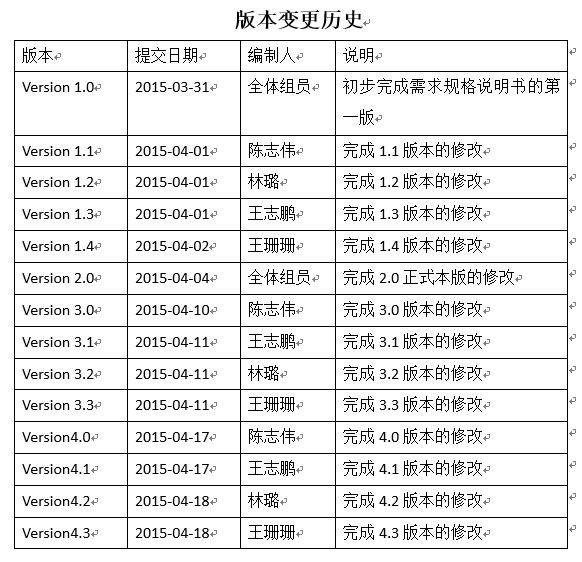 版本变更历史
版本 提交日期 编制人 说明
Version 1.0 2015-03-31 全体组员 初步完成需求规格说明书的第
一版
Version 1.1 2015-04-01 陈志伟 完成 1.1 版本的修改
Version 1.2 2015-04-01 林璐 完成 1.2 版本的修改
Version 1.3 2015-04-01 王志鹏 完成 1.3 版本的修改
Version 1.4 2015-04-02 王珊珊 完成 1.4 版本的修改
Version 2.0 2015-04-04 全体组员 完成 2.0 正式本版的修改
Version 3.0 2015-04-10 陈志伟 完成 3.0 版本的修改
Version 3.1 2015-04-11 王志鹏 完成 3.1 版本的修改
Version 3.2 2015-04-11 林璐 完成 3.2 版本的修改
Version 3.3 2015-04-11 王珊珊 完成 3.3 版本的修改
Version4.0 2015-04-17 陈志伟 完成 4.0 版本的修改
Version4.1 2015-04-17 王志鹏 完成 4.1 版本的修改
Version4.2 2015-04-18 林璐 完成 4.2 版本的修改
Version4.3 2015-04-18 王珊珊 完成 4.3 版本的修改